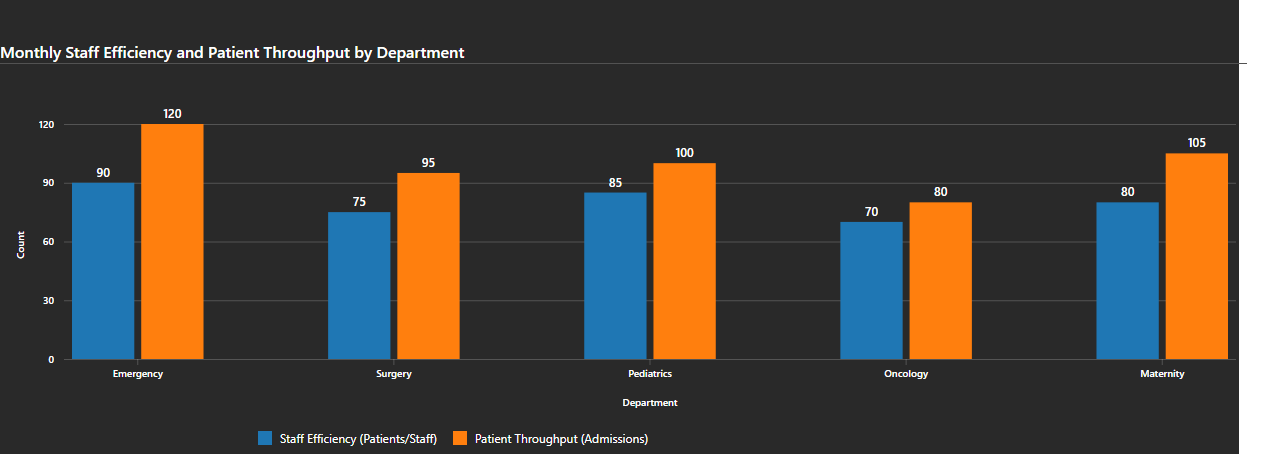 Monthly Staff Efficiency and Patient Throughput by Department
120
90
60
30
0
Count
90
120
75
95
85
100
70
80
80
105
Emergency
Surgery
Pediatrics
Oncology
Maternity
Department
Staff Efficiency (Patients/Staff)
Patient Throughput (Admissions)